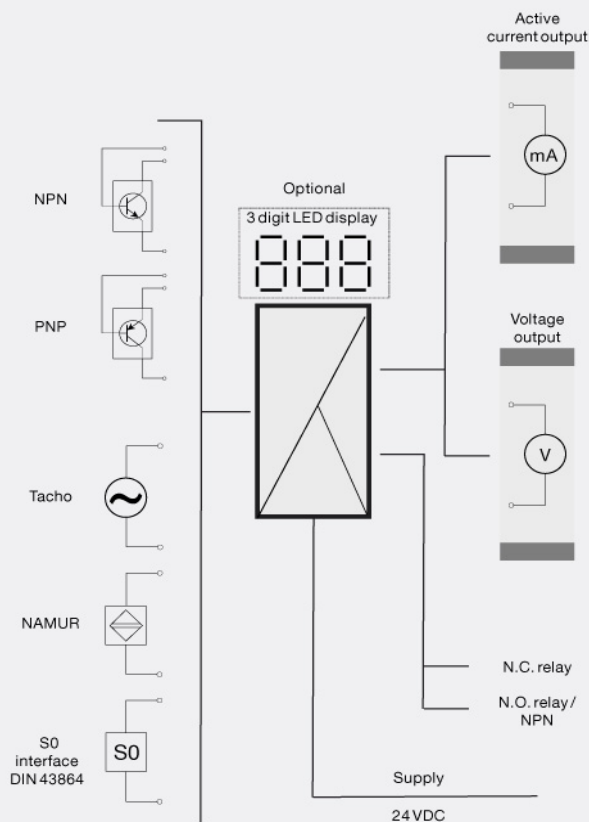 Active
current output
mA
NPN
Optional
3 digit LED display
888
PNP
Voltage
output
V
Tacho
NAMUR
N.C. relay
N.O. relay /
NPN
S0
interface
DIN 43864
S0
Supply
24 VDC